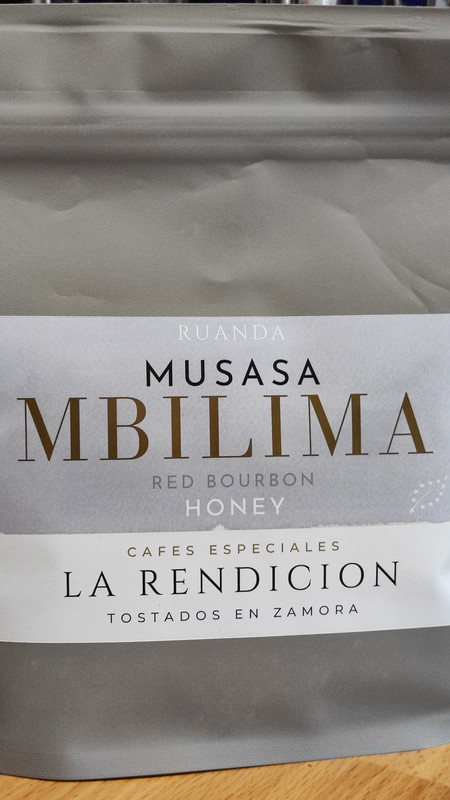 RUANDA
MUSASA
MBILIMA
RED BOURBON
HONEY
CAFES ESPECIALES
LA RENDICION
TOSTADOS EN ZAMORA